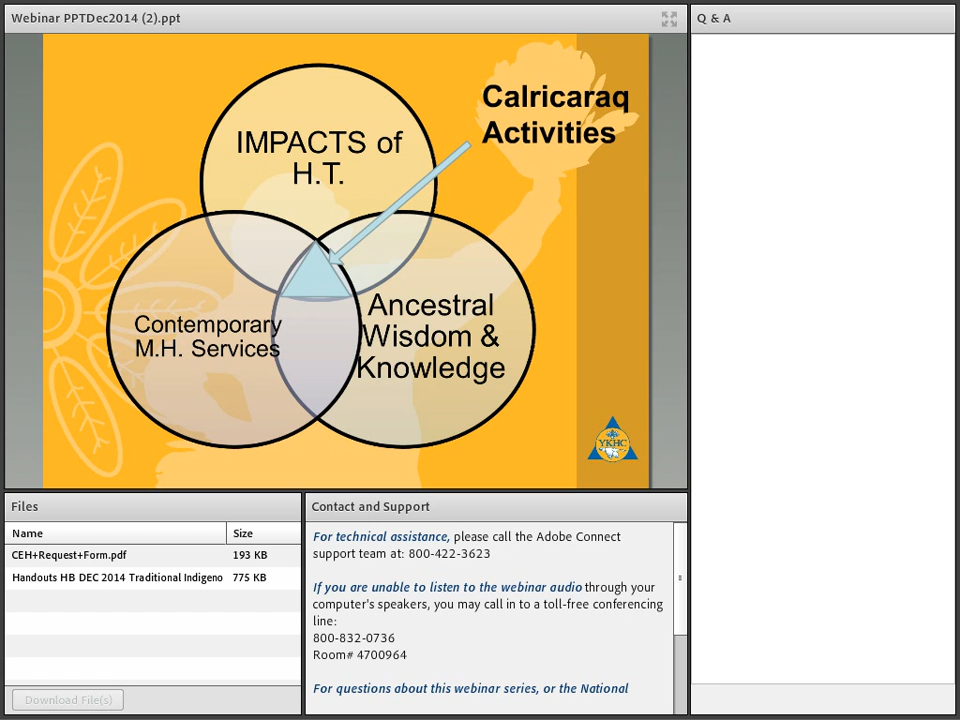 Webinar PPTDec2014 (2).ppt
Q & A
Calricaraq
Activities
IMPACTS of
H.T.
Contemporary
M.H. Services
Ancestral
Wisdom &
Knowledge
YKHC
Files
Name Size
CEH+Request+Form.pdf 193 KB
Handouts HB DEC 2014 Traditional Indigeno 775 KB
Download File(s)
Contact and Support
For technical assistance, please call the Adobe Connect
support team at: 800-422-3623
If you are unable to listen to the webinar audio through your
computer's speakers, you may call in to a toll-free conferencing
line:
800-832-0736
Room# 4700964
For questions about this webinar series, or the National